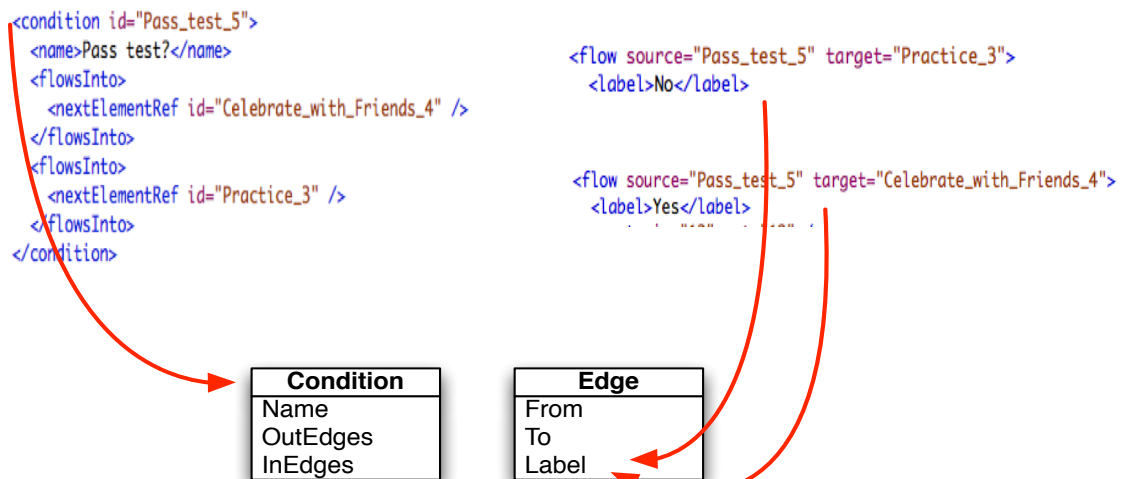 <condition id="Pass_test_5">
<name>Pass test?</name>
<flowsInto>
<nextElementRef id="Celebrate_with_Friends_4" />
</flowsInto>
<flowsInto>
<nextElementRef id="Practice_3" />
</flowsInto>
</condition>
<flow source="Pass_test_5" target="Practice_3">
<label>No</label>
<flow source="Pass_test_5" target="Celebrate_with_Friends_4">
<label>Yes</label>
Condition
Name
OutEdges
InEdges
Edge
From
To
Label